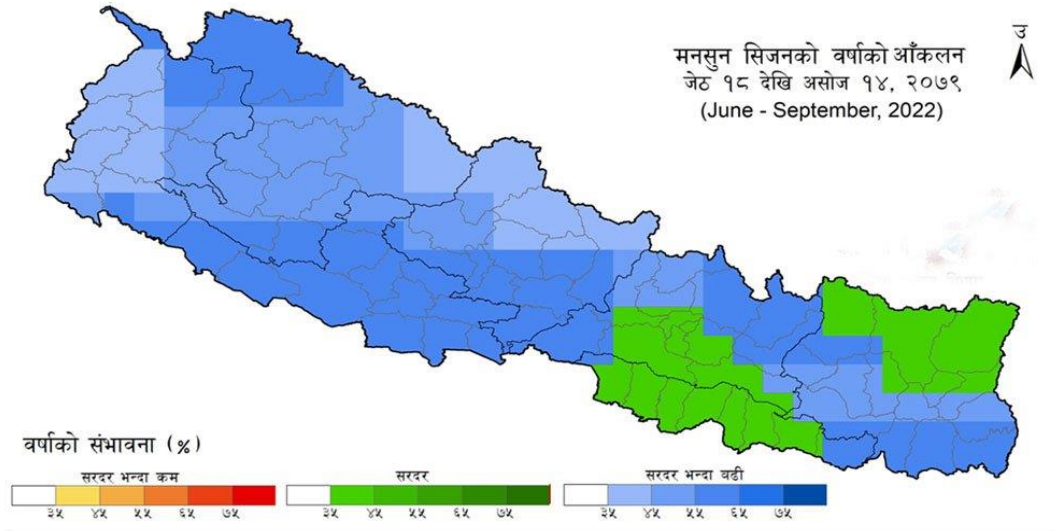 उ
मनसुन सिजनको वर्षाको आँकलन
जेठ १८ देखि असोज १४, २०७९
(June - September, 2022)
वर्षाको संभावना (%)
सरदर भन्दा कम
३५ ४५ ५५ ६५ ७५
सरदर
३५ ४५ ५५ ६५ ७५
सरदर भन्दा बढी
३५ ४५ ५५ ६५ ७५